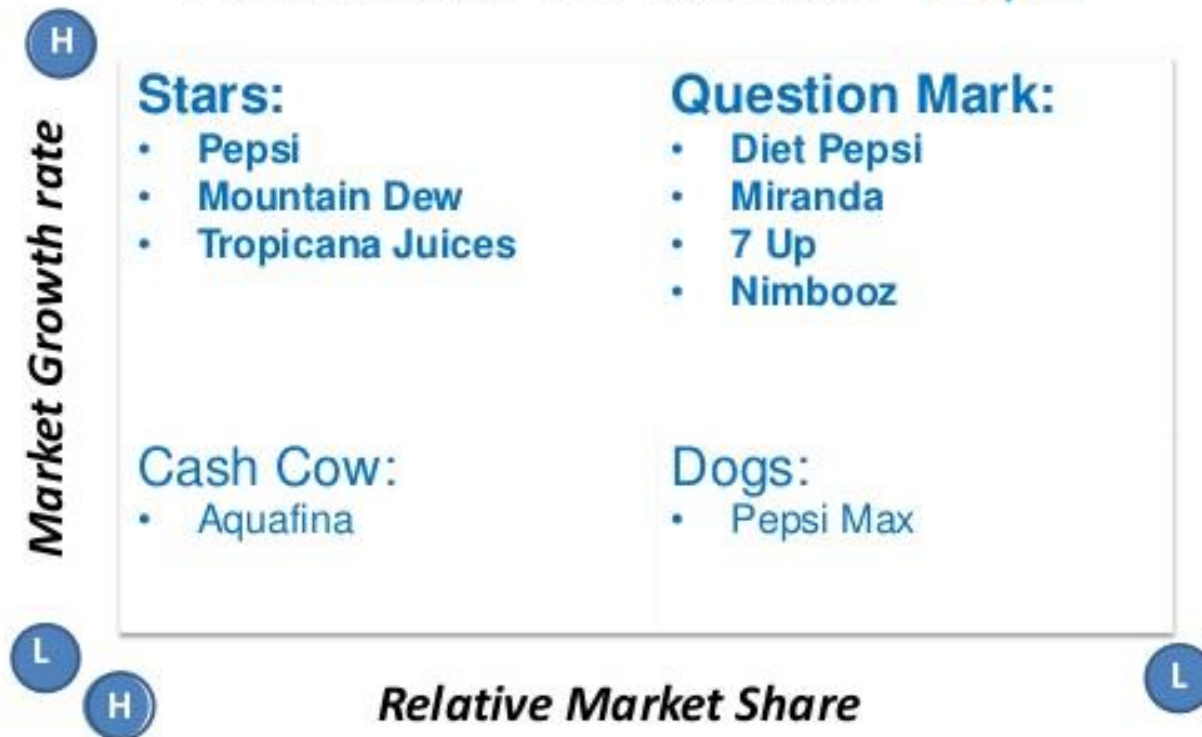 H
Stars:
• Pepsi
• Mountain Dew
• Tropicana Juices
Question Mark:
• Diet Pepsi
• Miranda
• 7 Up
• Nimbooz
Market Growth rate
Cash Cow:
• Aquafina
Dogs:
• Pepsi Max
L
H
Relative Market Share
L